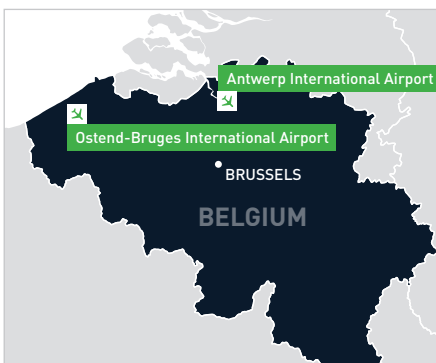 Antwerp International Airport
Ostend-Bruges International Airport
BRUSSELS
BELGIUM